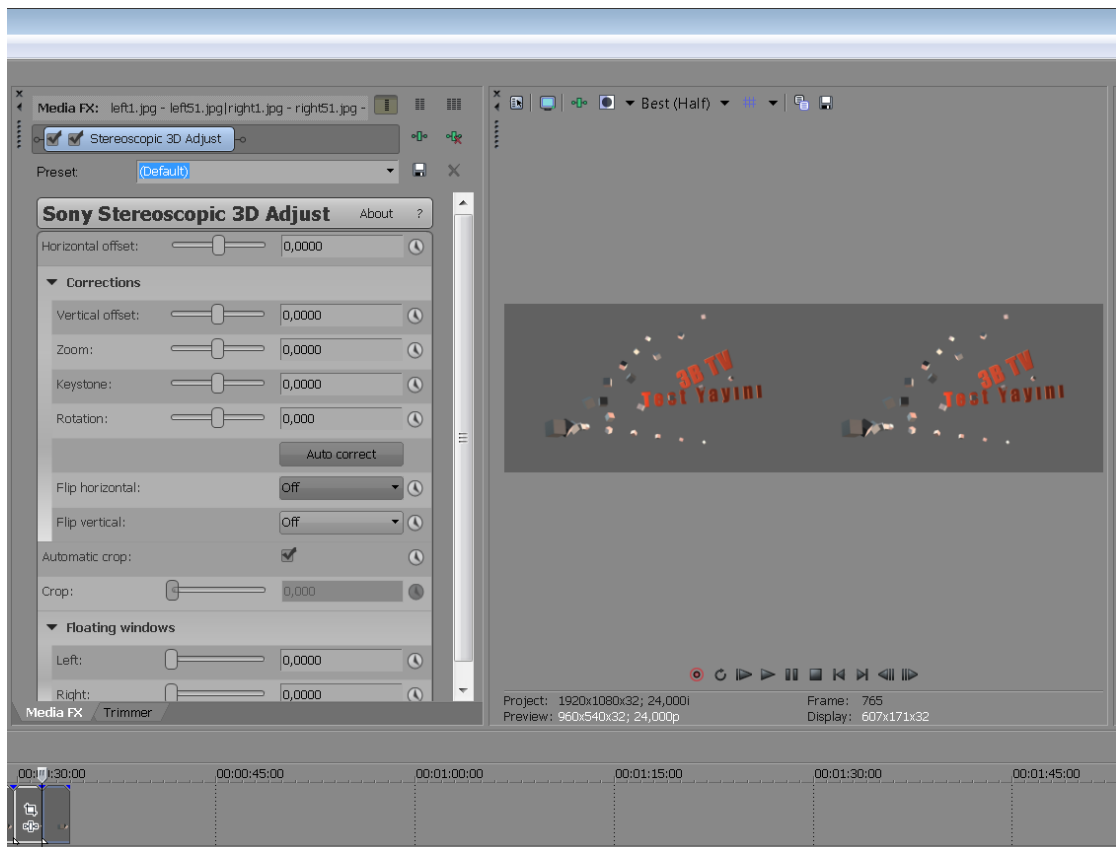 Media FX: left1.jpg - left51.jpg|right1.jpg - right51.jpg -
Stereoscopic 3D Adjust
Preset: (Default)
Sony Stereoscopic 3D Adjust About ?
Horizontal offset: 0,0000
Corrections
Vertical offset: 0,0000
Zoom: 0,0000
Keystone: 0,0000
Rotation: 0,000
Auto correct
Flip horizontal: Off
Flip vertical: Off
Automatic crop:
Crop: 0,000
Floating windows
Left: 0,0000
Right: 0,0000
Media FX Trimmer
Best (Half)
3B TV
Test Yayını
3B TV
Test Yayını
Project: 1920x1080x32; 24,000i Frame: 765
Preview: 960x540x32; 24,000p Display: 607x171x32
00:00:45:00 00:01:00:00 00:01:15:00 00:01:30:00 00:01:45:00